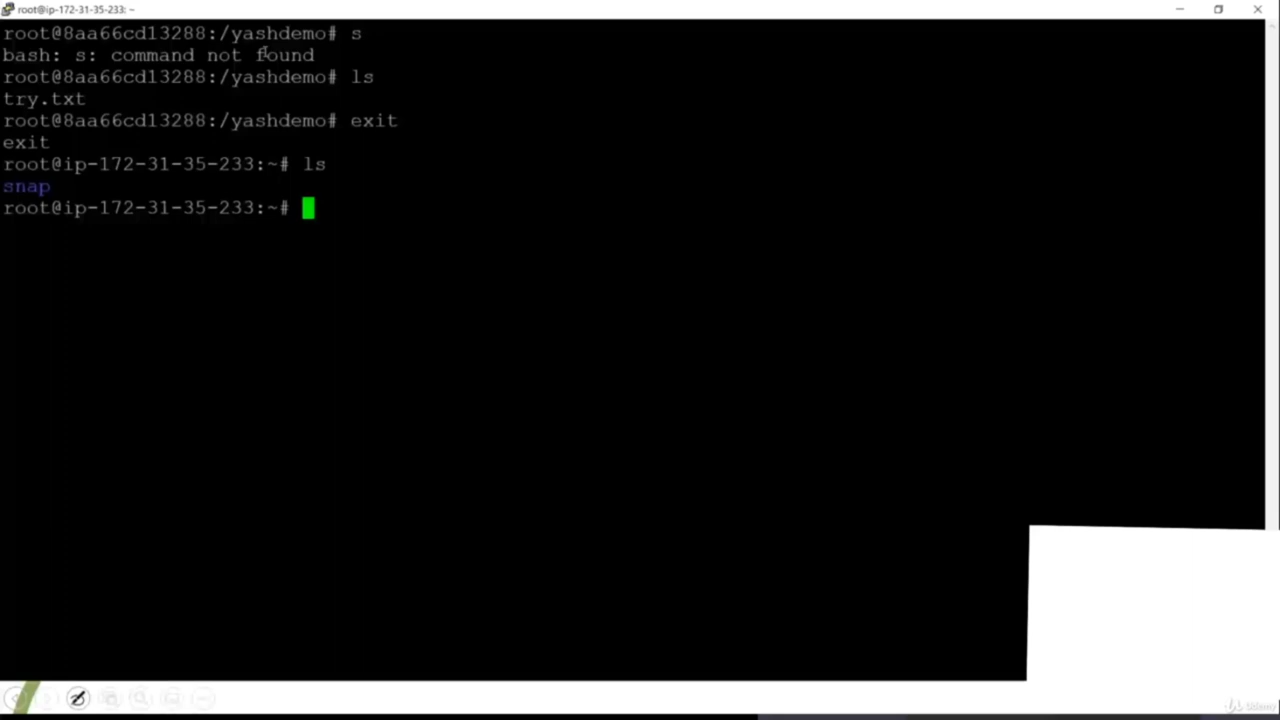 root@ip-172-31-35-233: ~
root@8aa66cd13288:/yashdemo# s
bash: s: command not found
root@8aa66cd13288:/yashdemo# ls
try.txt
root@8aa66cd13288:/yashdemo# exit
exit
root@ip-172-31-35-233:~# ls
snap
root@ip-172-31-35-233:~#
Udemy